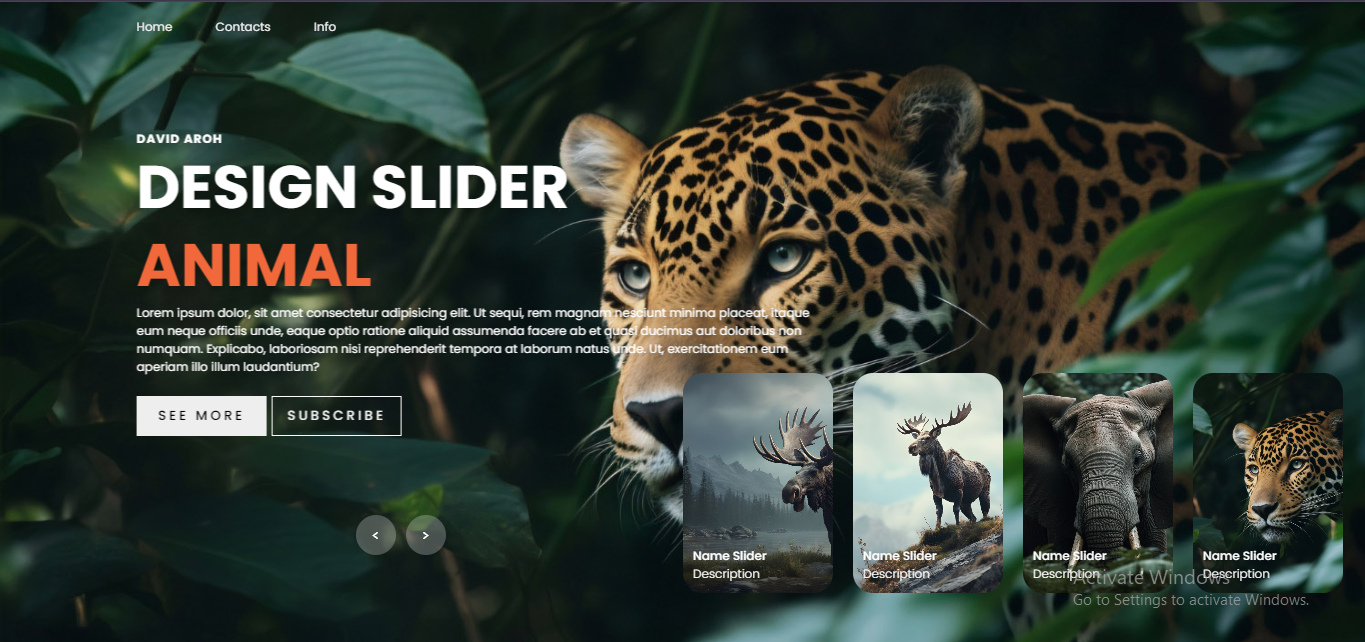 Home Contacts Info
DAVID AROH
DESIGN SLIDER
ANIMAL
Lorem ipsum dolor, sit amet consectetur adipisicing elit. Ut sequi, rem magnam nesciunt minima placeat, itaque
eum neque officiis unde, eaque optio ratione aliquid assumenda facere ab et quasi ducimus aut doloribus non
numquam. Explicabo, laboriosam nisi reprehenderit tempora at laborum natus unde. Ut, exercitationem eum
aperiam illo illum laudantium?
SEE MORE SUBSCRIBE
< >
Name Slider
Description
Name Slider
Description
Name Slider
Description
Name Slider
Description
Activate Windows
Go to Settings to activate Windows.